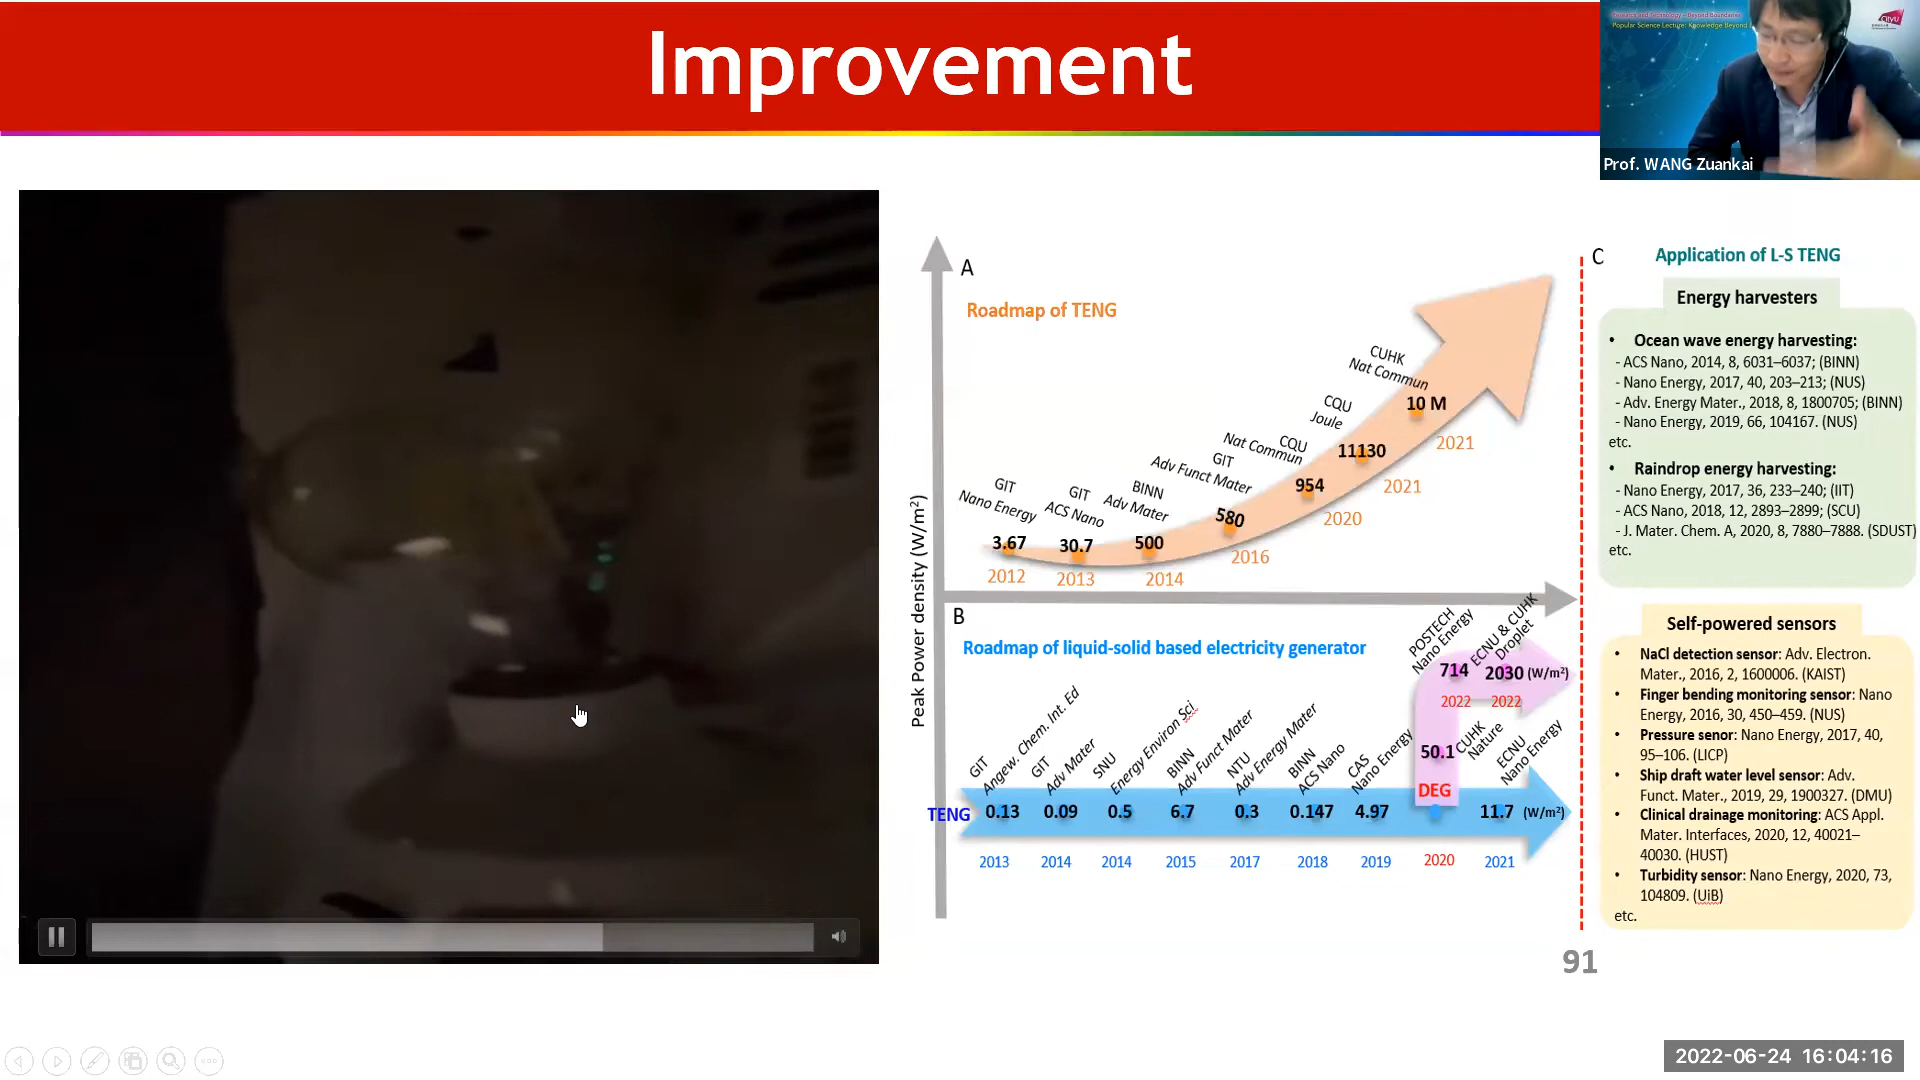 Improvement
Research and Technology – Beyond boundaries
Popular Science Lecture: Knowledge Beyond
CityU
Prof. WANG Zuankai
A
Roadmap of TENG
Peak Power density (W/m²)
GIT
Nano Energy
3.67
2012
GIT
ACS Nano
30.7
2013
BINN
Adv Mater
500
2014
GIT
Adv Funct Mater
580
2016
CQU
Nat Commun
954
2020
CQU
Joule
11130
2021
CUHK
Nat Commun
10 M
2021
B
Roadmap of liquid-solid based electricity generator
TENG
GIT
Angew. Chem. Int. Ed
0.13
2013
GIT
Adv Mater
0.09
2014
SNU
Energy Environ Sci
0.5
2014
BINN
Adv Funct Mater
6.7
2015
NTU
Adv Energy Mater
0.3
2017
BINN
ACS Nano
0.147
2018
CAS
Nano Energy
4.97
2019
CUHK
Nature
50.1
DEG
2020
POSTECH
Nano Energy
714
2022
ECNU & CUHK
Droplet
2030 (W/m²)
2022
ECNU
Nano Energy
11.7 (W/m²)
2021
C
Application of L-S TENG
Energy harvesters
• Ocean wave energy harvesting:
- ACS Nano, 2014, 8, 6031–6037; (BINN)
- Nano Energy, 2017, 40, 203–213; (NUS)
- Adv. Energy Mater., 2018, 8, 1800705; (BINN)
- Nano Energy, 2019, 66, 104167. (NUS)
etc.
• Raindrop energy harvesting:
- Nano Energy, 2017, 36, 233–240; (IIT)
- ACS Nano, 2018, 12, 2893–2899; (SCU)
- J. Mater. Chem. A, 2020, 8, 7880–7888. (SDUST)
etc.
Self-powered sensors
• NaCl detection sensor: Adv. Electron.
Mater., 2016, 2, 1600006. (KAIST)
• Finger bending monitoring sensor: Nano
Energy, 2016, 30, 450–459. (NUS)
• Pressure senor: Nano Energy, 2017, 40,
95–106. (LICP)
• Ship draft water level sensor: Adv.
Funct. Mater., 2019, 29, 1900327. (DMU)
• Clinical drainage monitoring: ACS Appl.
Mater. Interfaces, 2020, 12, 40021–
40030. (HUST)
• Turbidity sensor: Nano Energy, 2020, 73,
104809. (UiB)
etc.
91
2022-06-24 16:04:16